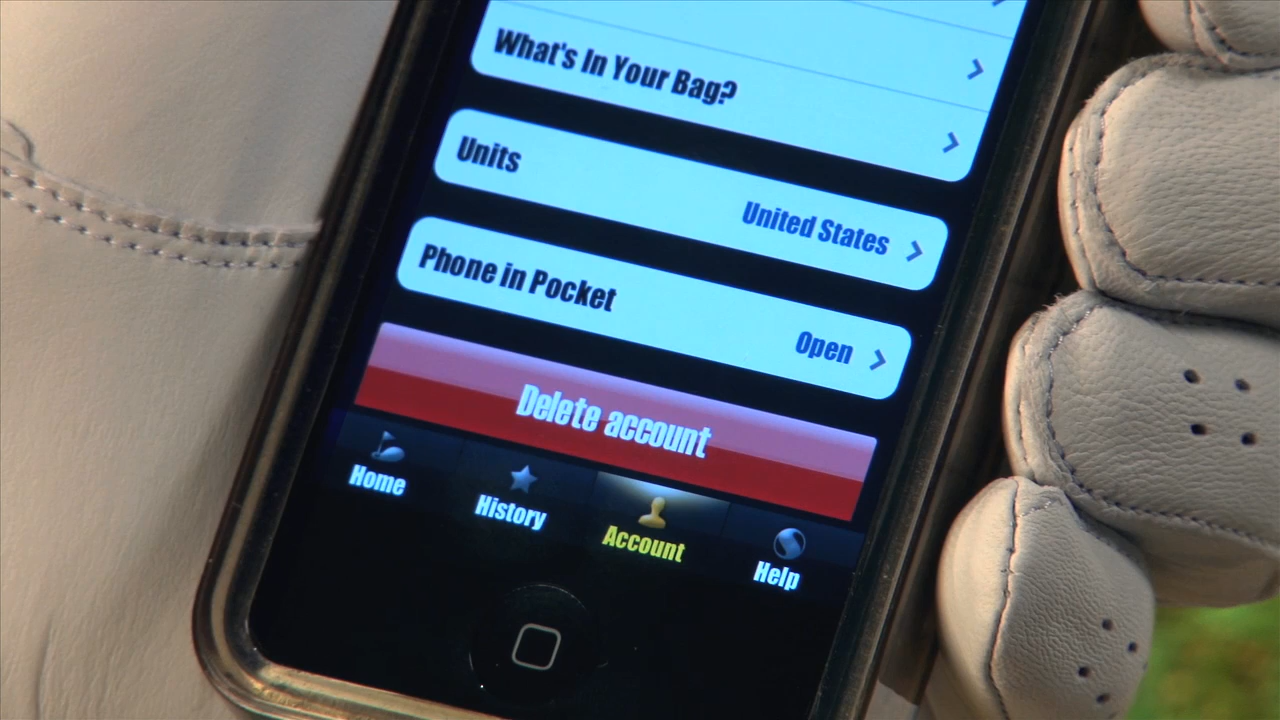 What's In Your Bag?
Units
United States
Phone in Pocket
Open
Delete account
Home
History
Account
Help